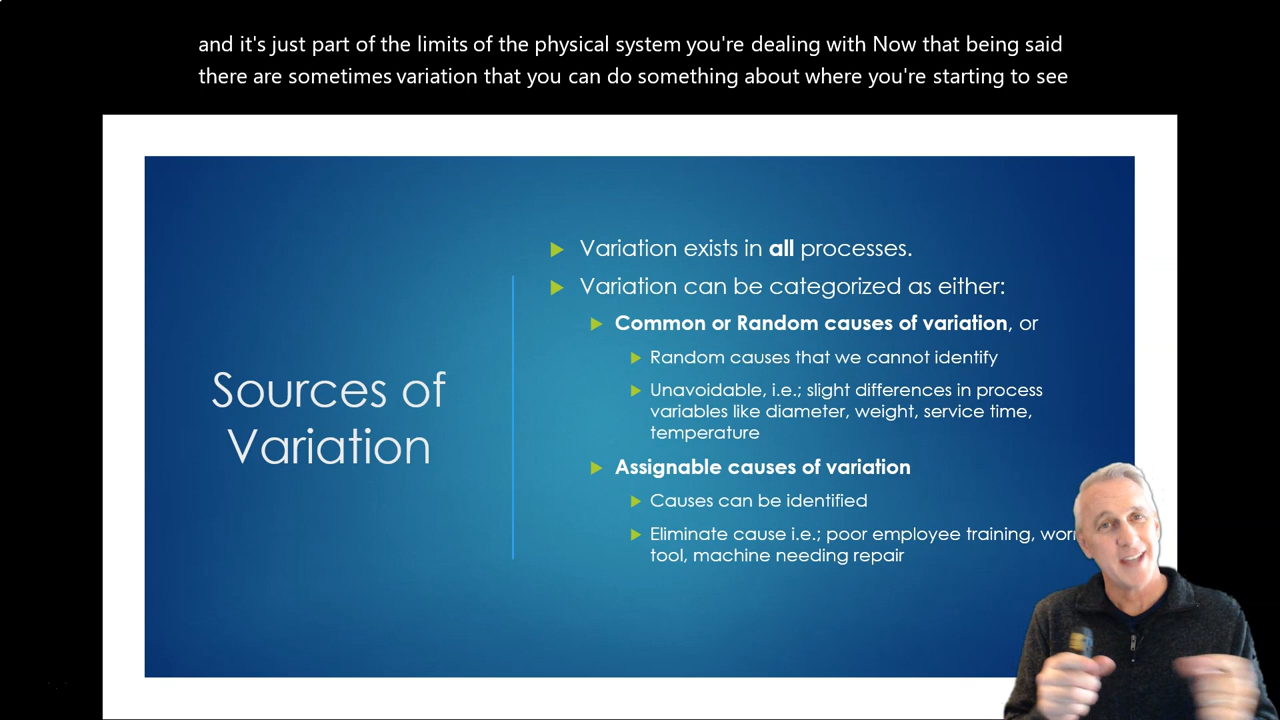 and it's just part of the limits of the physical system you're dealing with Now that being said
there are sometimes variation that you can do something about where you're starting to see
Sources of
Variation
Variation exists in all processes.
Variation can be categorized as either:
Common or Random causes of variation, or
Random causes that we cannot identify
Unavoidable, i.e.; slight differences in process
variables like diameter, weight, service time,
temperature
Assignable causes of variation
Causes can be identified
Eliminate cause i.e.; poor employee training,
tool, machine needing repair